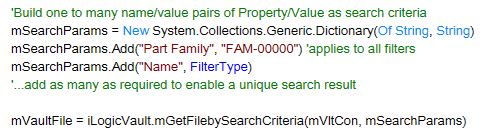 'Build one to many name/value pairs of Property/Value as search criteria
mSearchParams = New System.Collections.Generic.Dictionary(Of String, String)
mSearchParams.Add("Part Family", "FAM-00000") 'applies to all filters
mSearchParams.Add("Name", FilterType)
'...add as many as required to enable a unique search result
mVaultFile = iLogicVault.mGetFilebySearchCriteria(mVltCon, mSearchParams)